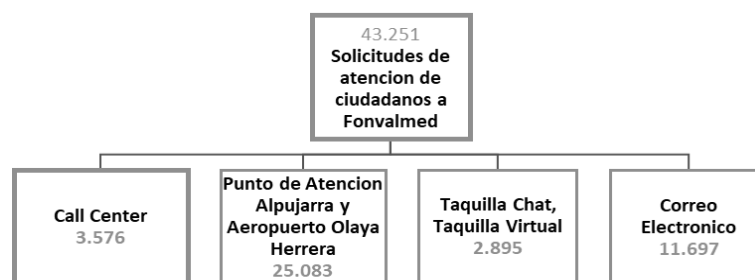 43.251
Solicitudes de
atencion de
ciudadanos a
Fonvalmed
Call Center
3.576
Punto de Atencion
Alpujarra y
Aeropuerto Olaya
Herrera
25.083
Taquilla Chat,
Taquilla Virtual
2.895
Correo
Electronico
11.697